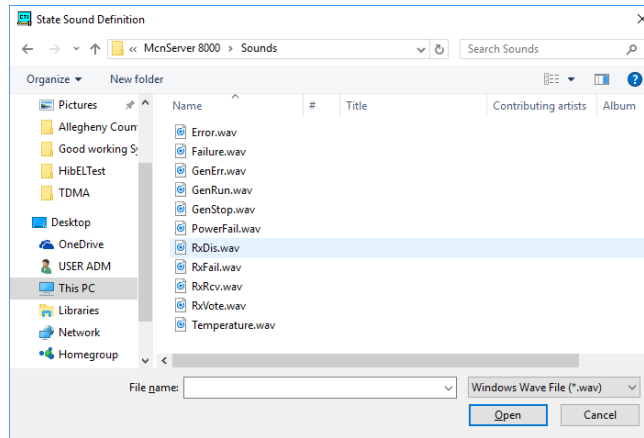 CTI State Sound Definition
« McnServer 8000 > Sounds
Search Sounds
Organize
New folder
?
Name # Title Contributing artists Album
Pictures
Allegheny Coun
Good working Sy
HibELTest
TDMA
Desktop
OneDrive
USER ADM
This PC
Libraries
Network
Homegroup
Error.wav
Failure.wav
GenErr.wav
GenRun.wav
GenStop.wav
PowerFail.wav
RxDis.wav
RxFail.wav
RxRcv.wav
RxVote.wav
Temperature.wav
File name:
Windows Wave File (*.wav)
Open
Cancel